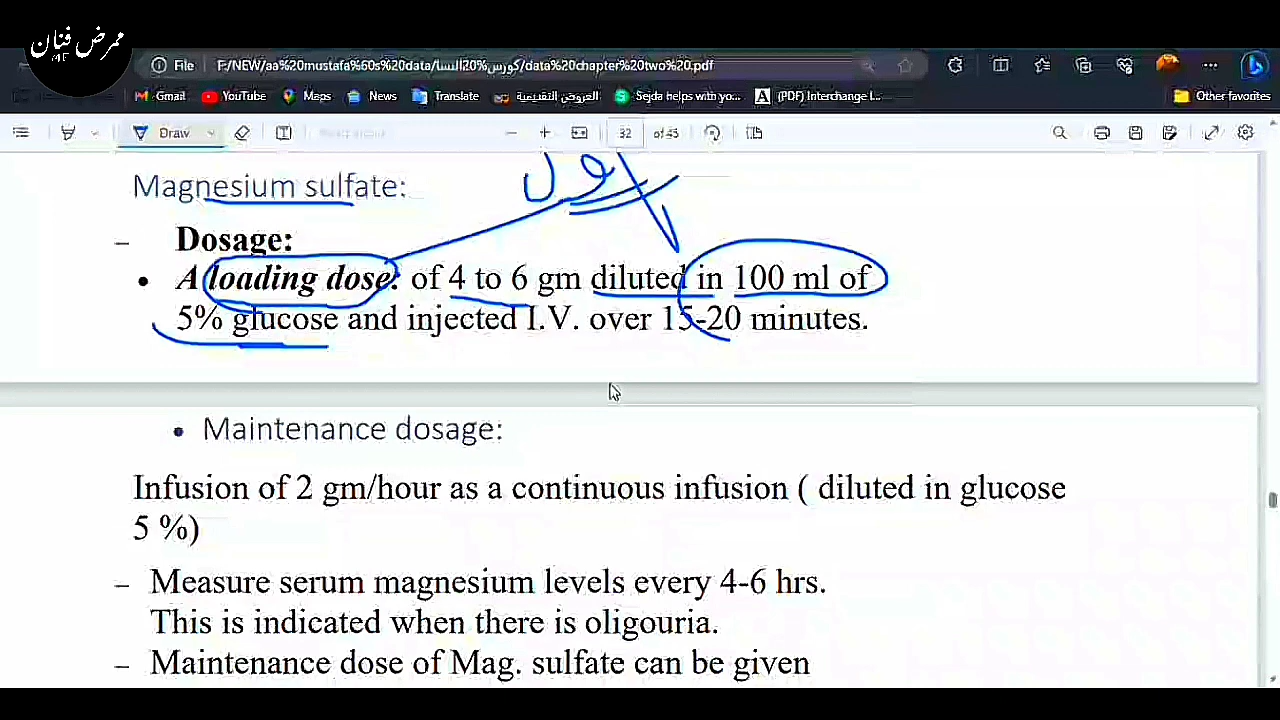 ممرض فنان
File F:/NEW/aa%20mustafa%60s%20data/كورس%20النسا/data%20chapter%20two%20.pdf
Gmail YouTube Maps News Translate العروض التقديمية Sejda helps with yo... (PDF) Interchange I... Other favorites
Draw 32 of 45
Magnesium sulfate:
– Dosage:
• A loading dose: of 4 to 6 gm diluted in 100 ml of
5% glucose and injected I.V. over 15-20 minutes.
• Maintenance dosage:
Infusion of 2 gm/hour as a continuous infusion ( diluted in glucose
5 %)
– Measure serum magnesium levels every 4-6 hrs.
This is indicated when there is oligouria.
– Maintenance dose of Mag. sulfate can be given